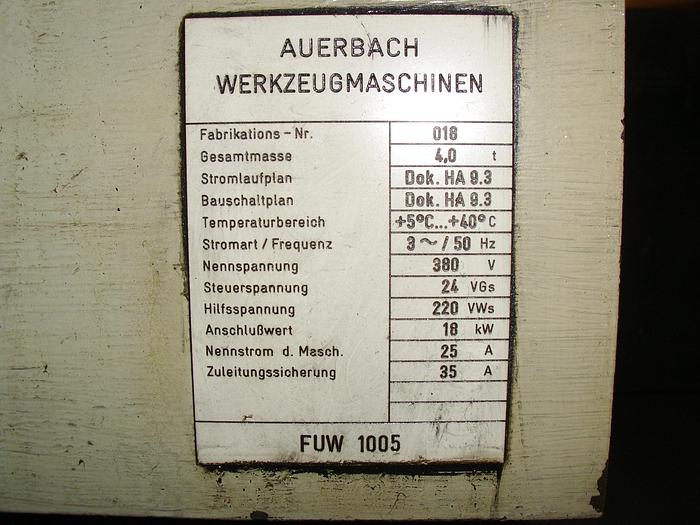 AUERBACH
WERKZEUGMASCHINEN
Fabrikations-Nr. 018
Gesamtmasse 4,0 t
Stromlaufplan Dok. HA 9.3
Bauschaltplan Dok. HA 9.3
Temperaturbereich +5°C...+40°C
Stromart / Frequenz 3 ~ / 50 Hz
Nennspannung 380 V
Steuerspannung 24 VGs
Hilfsspannung 220 VWs
Anschlußwert 18 kW
Nennstrom d. Masch. 25 A
Zuleitungssicherung 35 A
FUW 1005